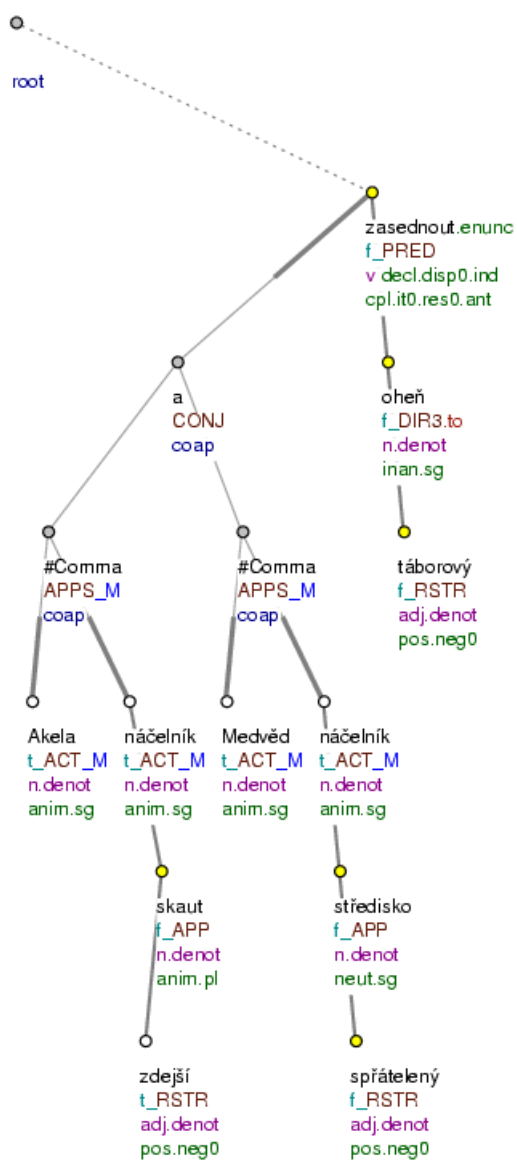 root
zasednout.enunc
f_PRED
v decl.disp0.ind
cpl.it0.res0.ant
a
CONJ
coap
oheň
f_DIR3.to
n.denot
inan.sg
#Comma
APPS_M
coap
#Comma
APPS_M
coap
táborový
f_RSTR
adj.denot
pos.neg0
Akela
t_ACT_M
n.denot
anim.sg
náčelník
t_ACT_M
n.denot
anim.sg
Medvěd
t_ACT_M
n.denot
anim.sg
náčelník
t_ACT_M
n.denot
anim.sg
skaut
f_APP
n.denot
anim.pl
středisko
f_APP
n.denot
neut.sg
zdejší
t_RSTR
adj.denot
pos.neg0
spřátelený
f_RSTR
adj.denot
pos.neg0